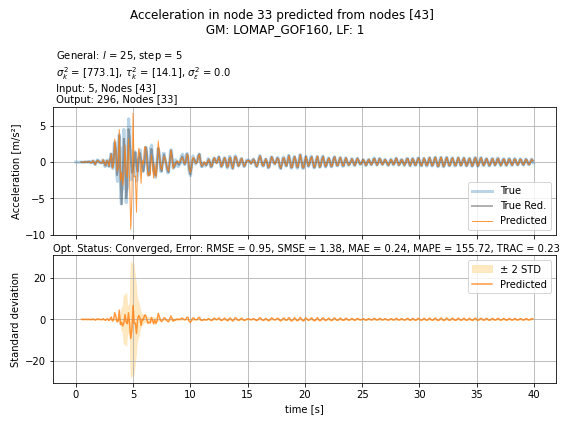 Acceleration in node 33 predicted from nodes [43]
GM: LOMAP_GOF160, LF: 1
General: l = 25, step = 5
σ²ₖ = [773.1], τ²ₖ = [14.1], σ²_ε = 0.0
Input: 5, Nodes [43]
Output: 296, Nodes [33]
Acceleration [m/s²]
5
0
−5
−10
True
True Red.
Predicted
Opt. Status: Converged, Error: RMSE = 0.95, SMSE = 1.38, MAE = 0.24, MAPE = 155.72, TRAC = 0.23
Standard deviation
20
0
−20
± 2 STD
Predicted
0 5 10 15 20 25 30 35 40
time [s]